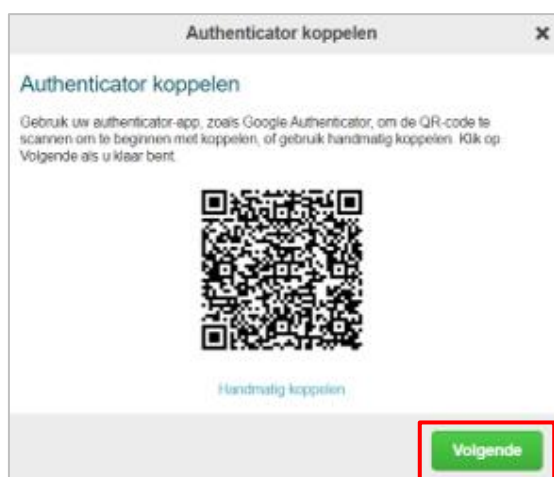 Authenticator koppelen
Authenticator koppelen
Gebruik uw authenticator-app, zoals Google Authenticator, om de QR-code te
scannen om te beginnen met koppelen, of gebruik handmatig koppelen. Klik op
Volgende als u klaar bent.
Handmatig koppelen
Volgende